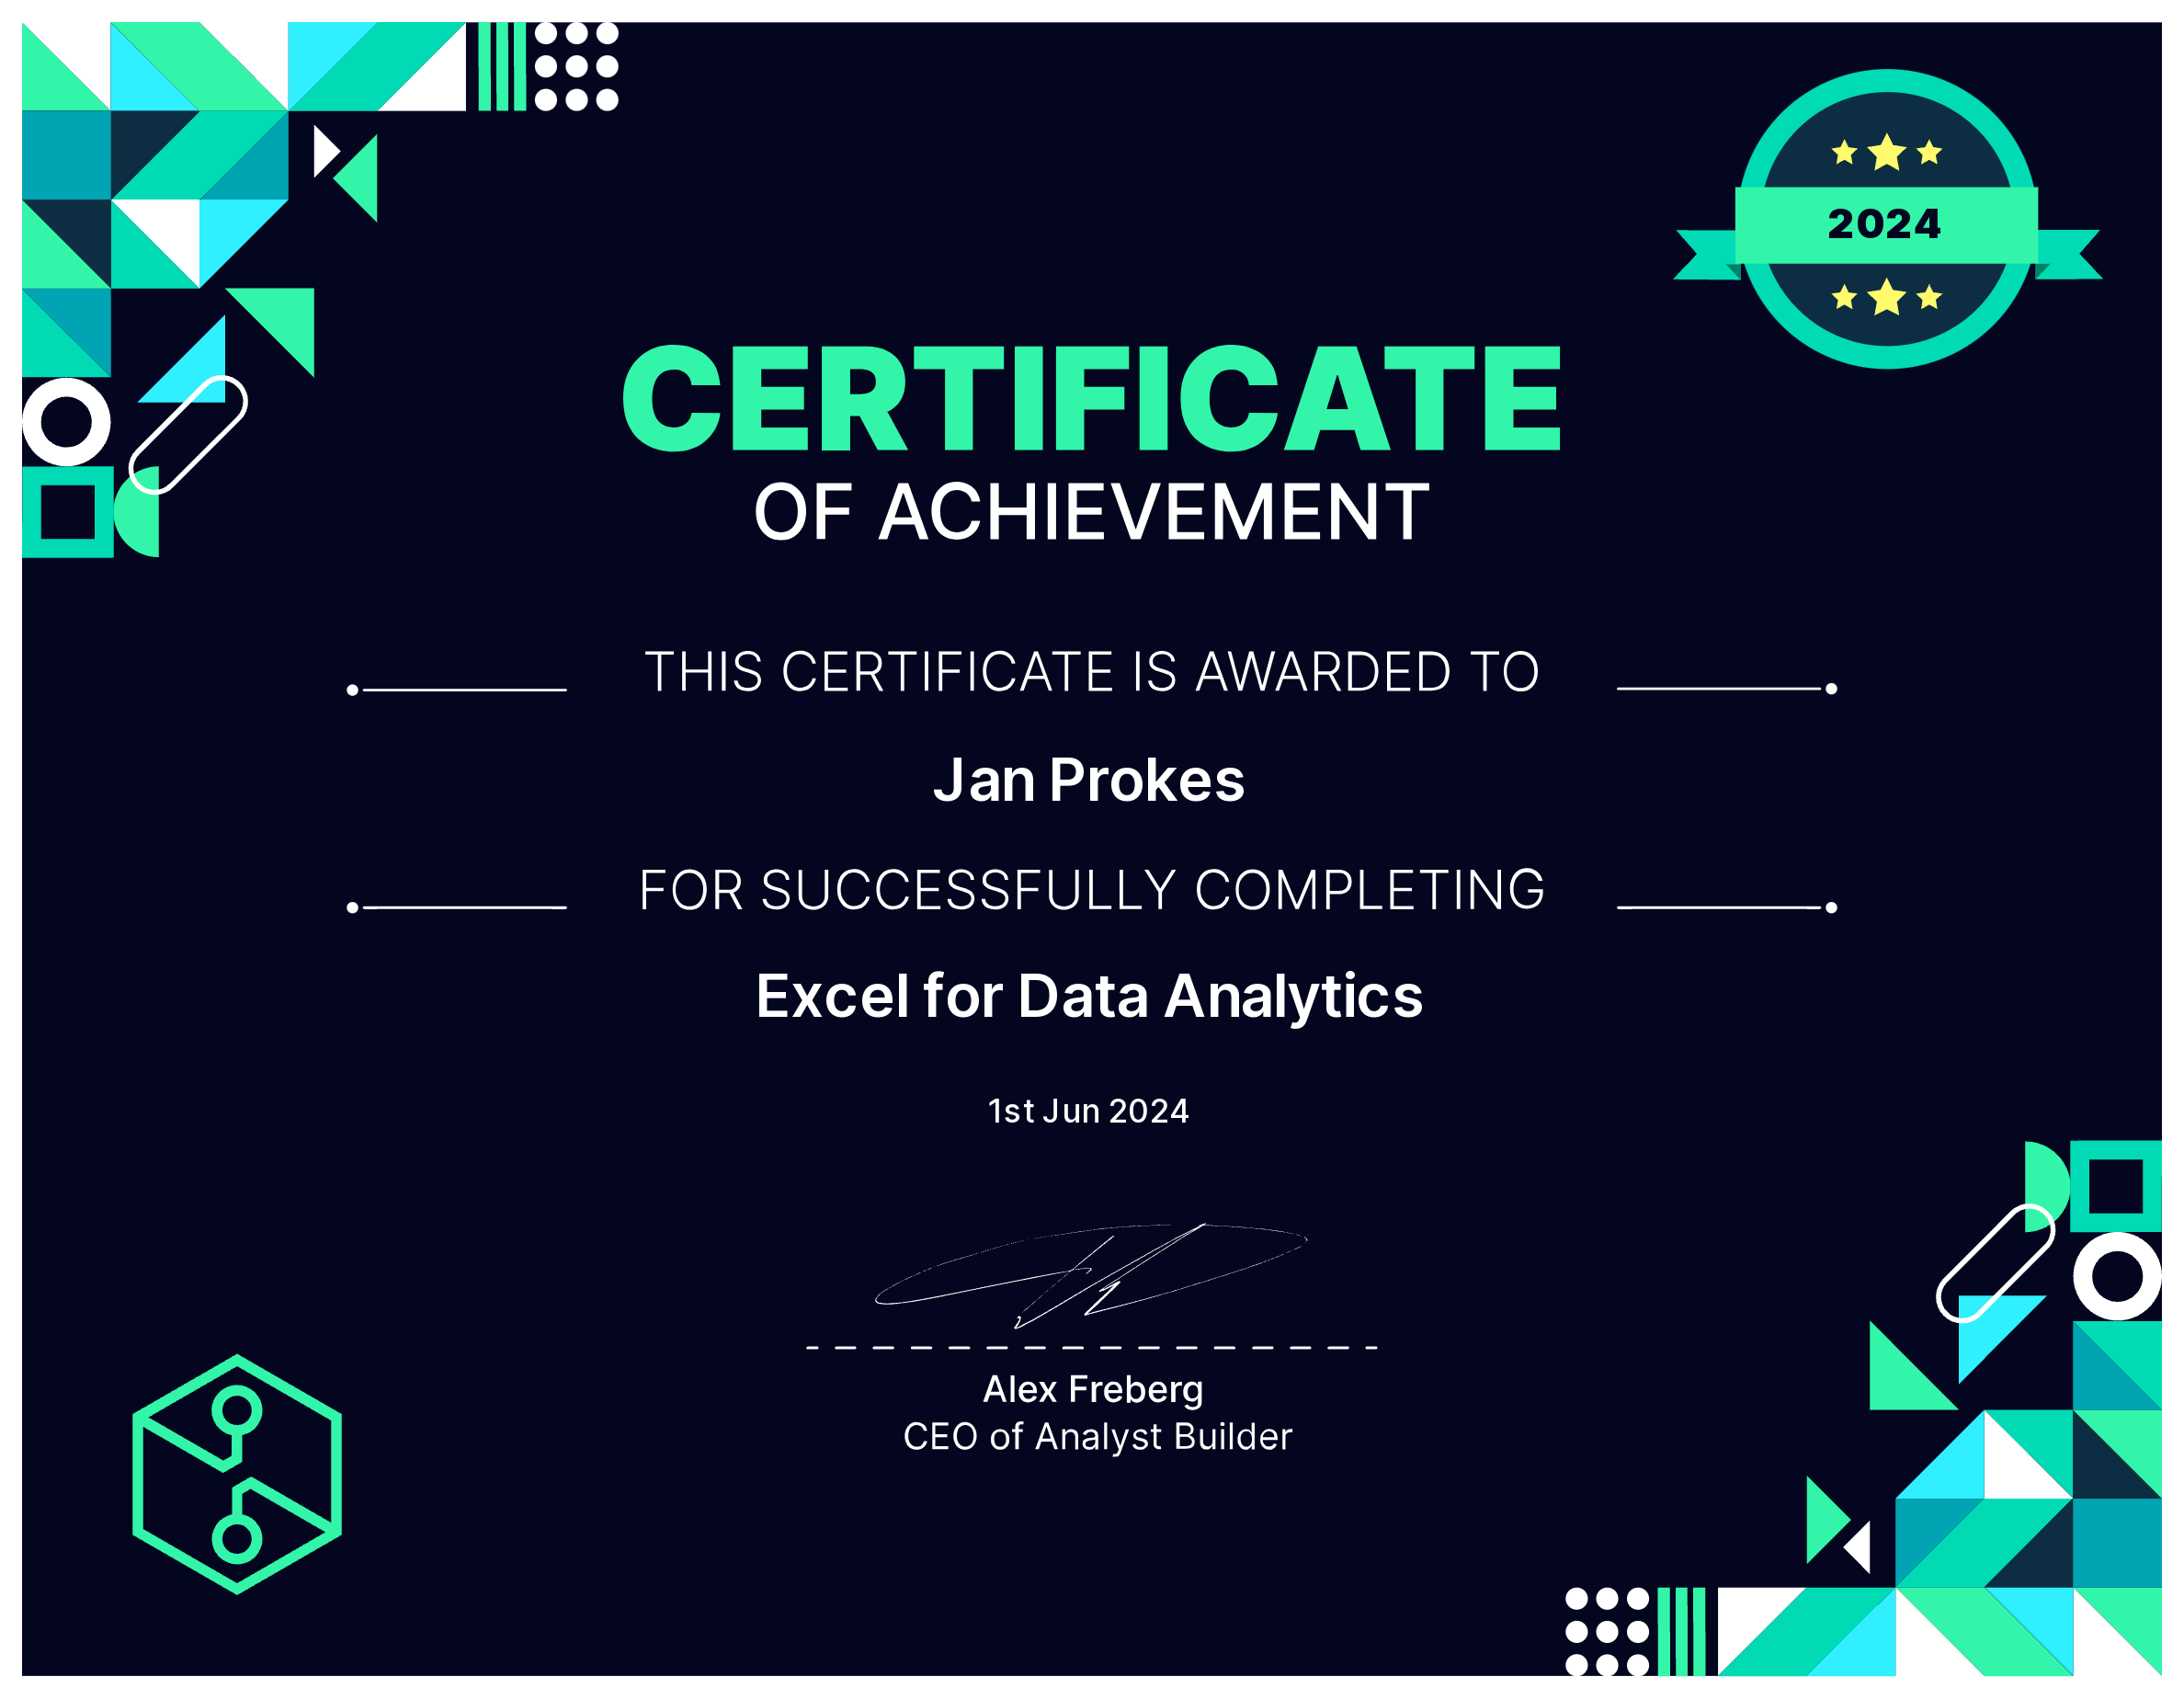 2024
CERTIFICATE
OF ACHIEVEMENT
THIS CERTIFICATE IS AWARDED TO
Jan Prokes
FOR SUCCESSFULLY COMPLETING
Excel for Data Analytics
1st Jun 2024
Alex Freberg
CEO of Analyst Builder